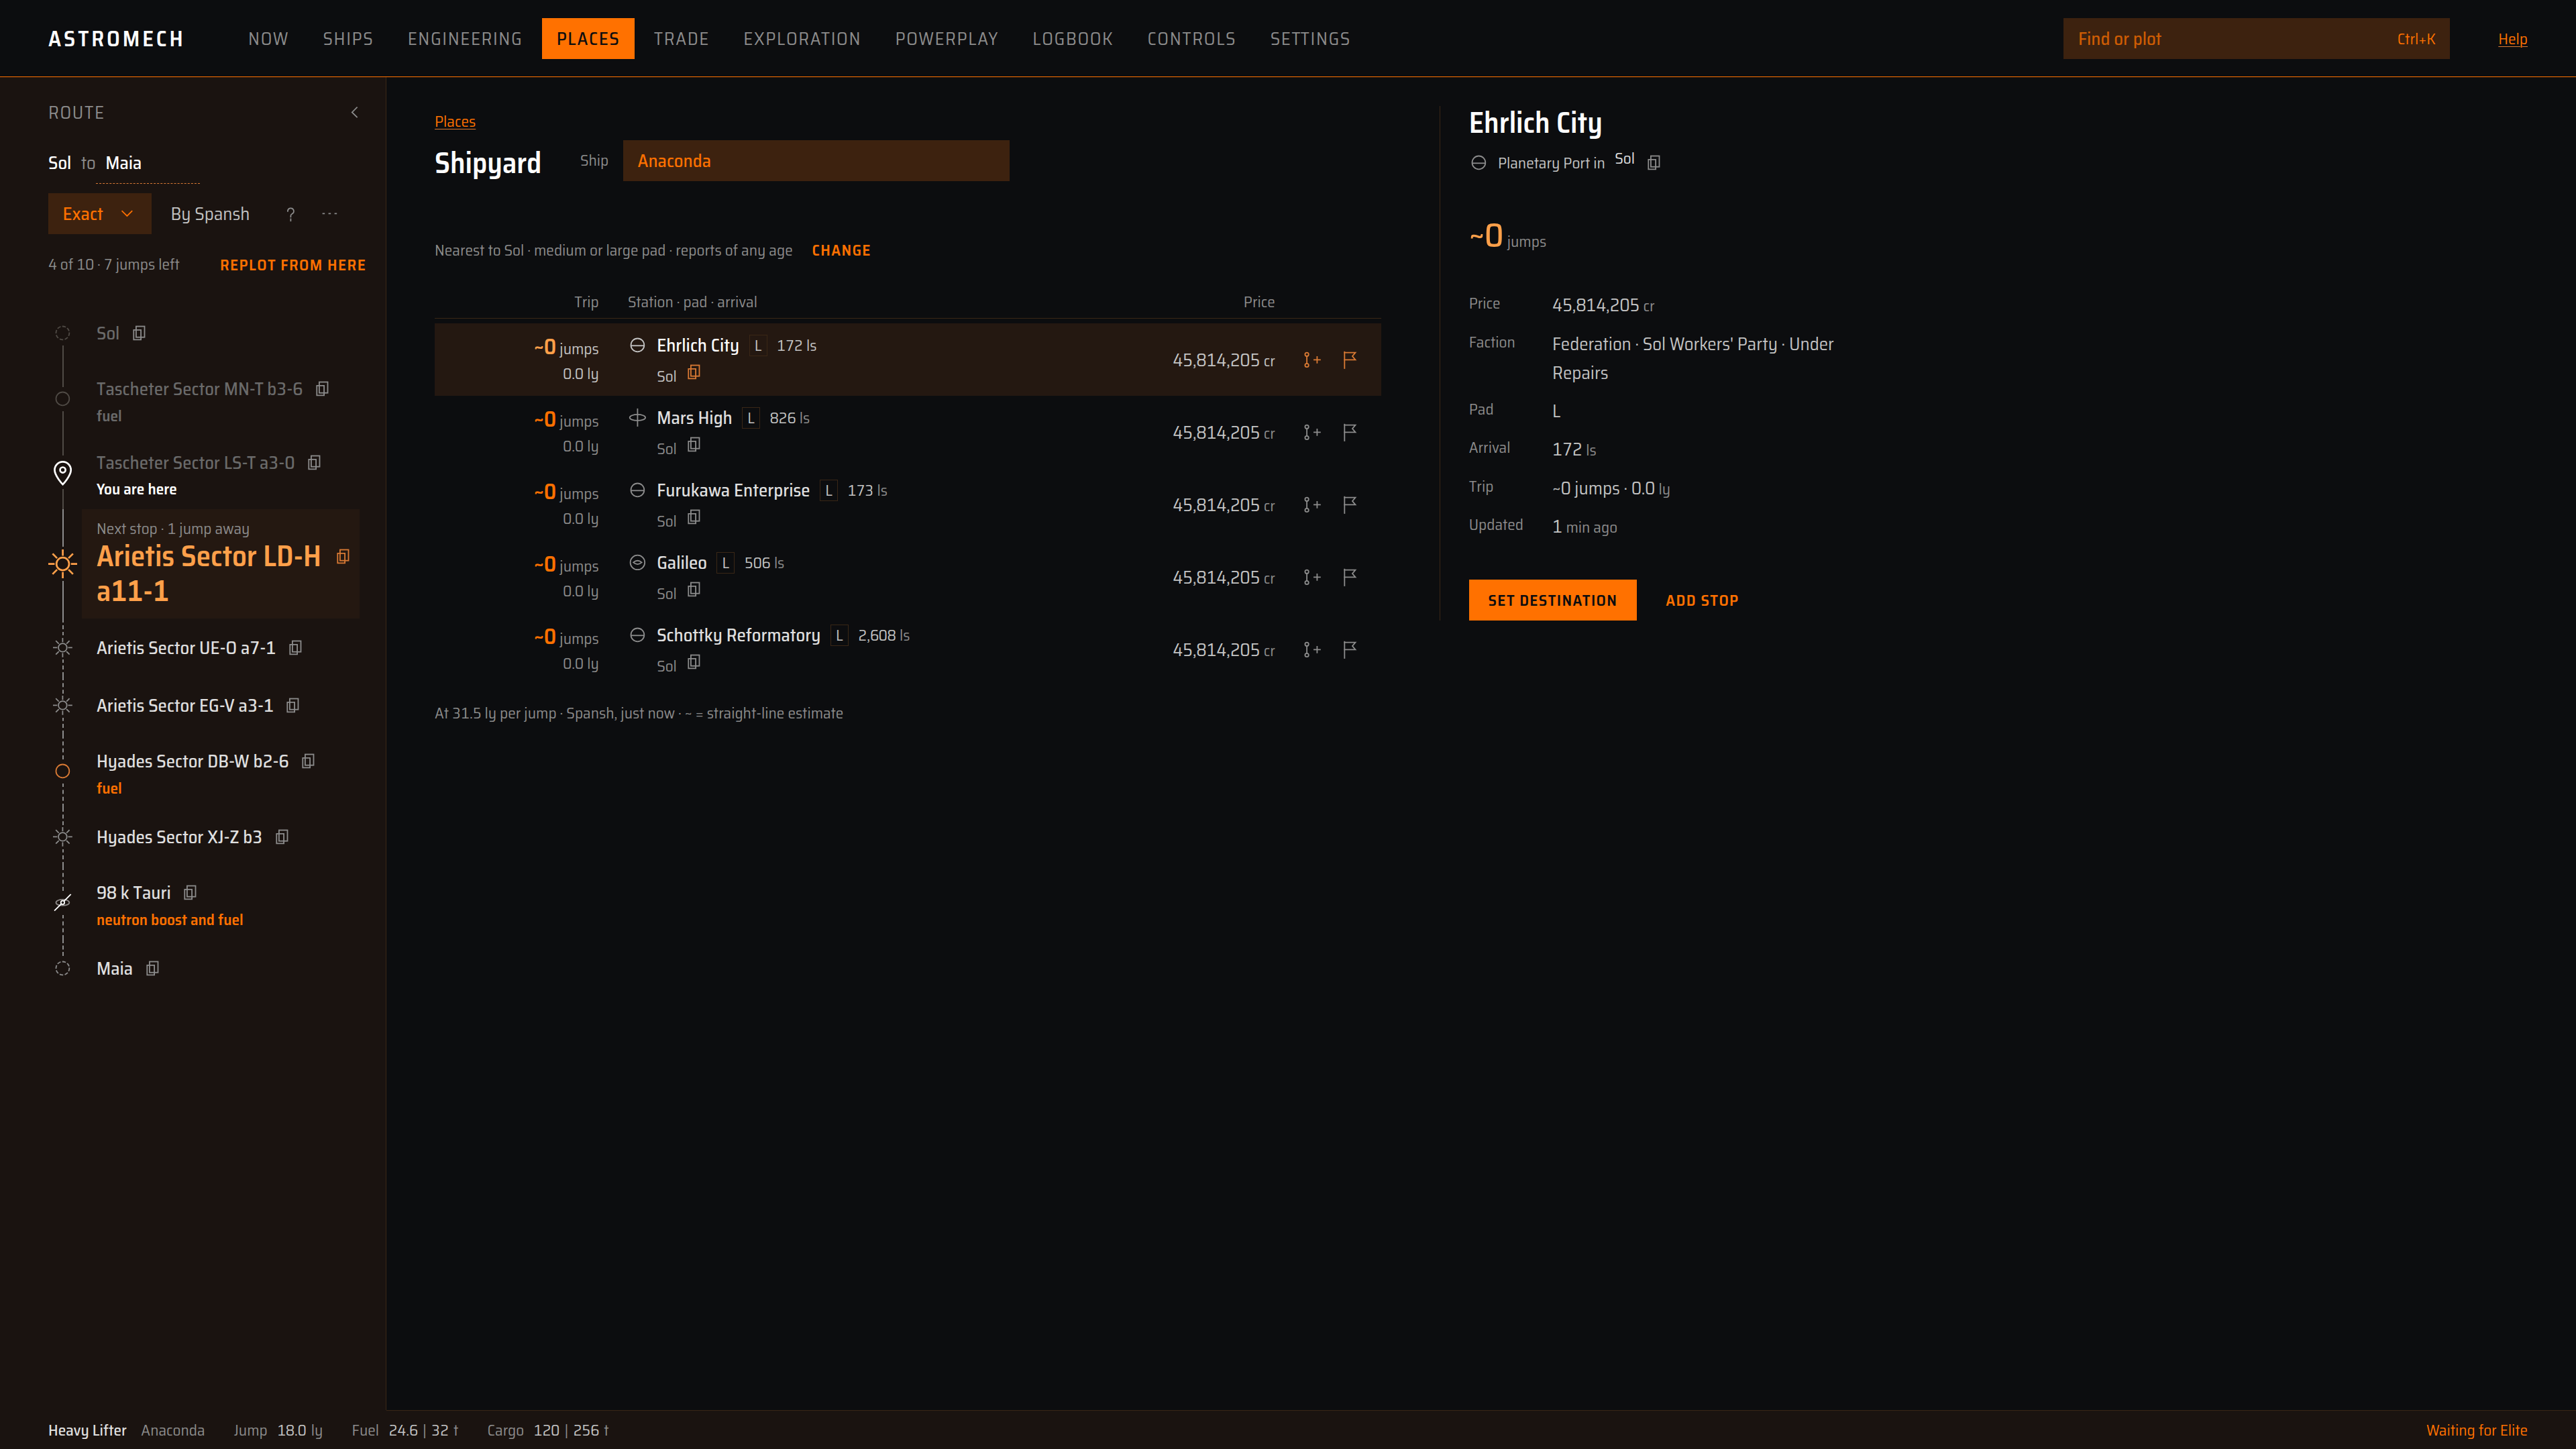 ASTROMECH NOW SHIPS ENGINEERING PLACES TRADE EXPLORATION POWERPLAY LOGBOOK CONTROLS SETTINGS Find or plot Ctrl+K Help
ROUTE
Sol to Maia
Exact By Spansh ? ...
4 of 10 · 7 jumps left REPLOT FROM HERE
Sol
Tascheter Sector MN-T b3-6
fuel
Tascheter Sector LS-T a3-0
You are here
Next stop · 1 jump away
Arietis Sector LD-H
a11-1
Arietis Sector UE-O a7-1
Arietis Sector EG-V a3-1
Hyades Sector DB-W b2-6
fuel
Hyades Sector XJ-Z b3
98 k Tauri
neutron boost and fuel
Maia
Places
Shipyard Ship Anaconda
Nearest to Sol · medium or large pad · reports of any age CHANGE
Trip Station · pad · arrival Price
~0 jumps Ehrlich City L 172 ls 45,814,205 cr
0.0 ly Sol
~0 jumps Mars High L 826 ls 45,814,205 cr
0.0 ly Sol
~0 jumps Furukawa Enterprise L 173 ls 45,814,205 cr
0.0 ly Sol
~0 jumps Galileo L 506 ls 45,814,205 cr
0.0 ly Sol
~0 jumps Schottky Reformatory L 2,608 ls 45,814,205 cr
0.0 ly Sol
At 31.5 ly per jump · Spansh, just now · ~ = straight-line estimate
Ehrlich City
Planetary Port in Sol
~0 jumps
Price 45,814,205 cr
Faction Federation · Sol Workers' Party · Under
Repairs
Pad L
Arrival 172 ls
Trip ~0 jumps · 0.0 ly
Updated 1 min ago
SET DESTINATION ADD STOP
Heavy Lifter Anaconda Jump 18.0 ly Fuel 24.6 | 32 t Cargo 120 | 256 t Waiting for Elite